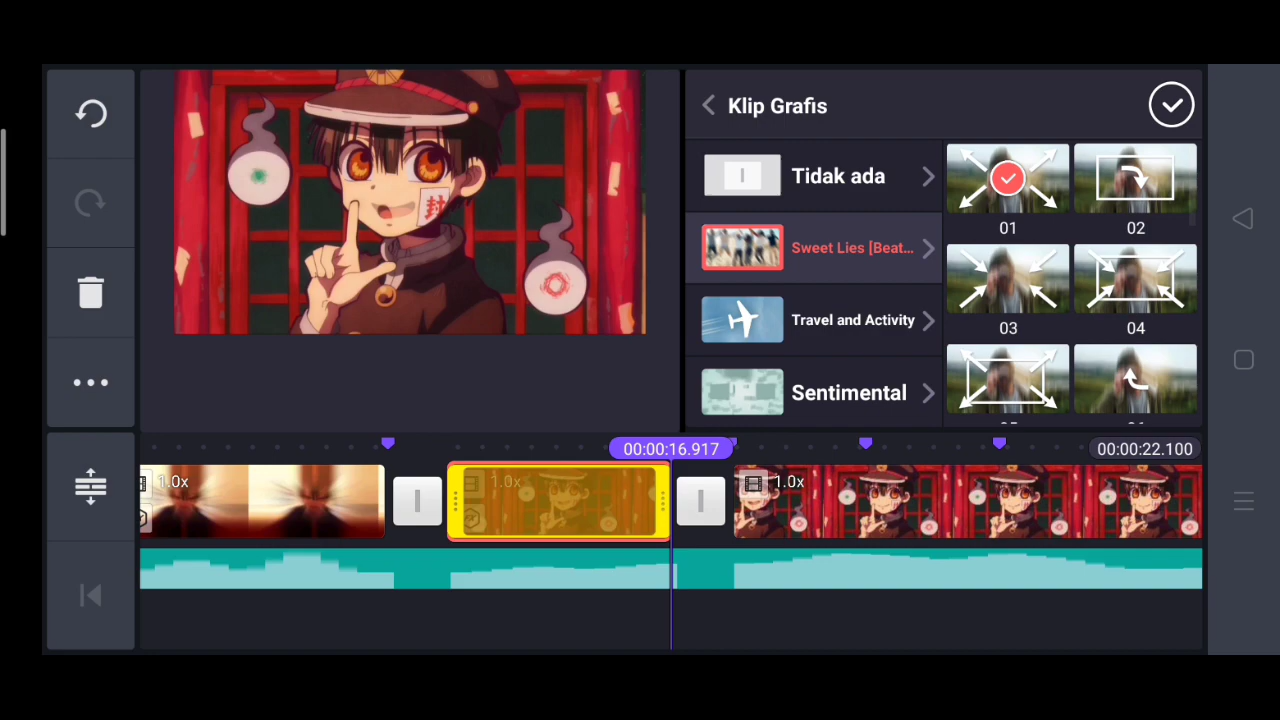 Klip Grafis
Tidak ada
Sweet Lies [Beat...
Travel and Activity
Sentimental
01
02
03
04
封
00:00:16.917
00:00:22.100
1.0x
1.0x
1.0x